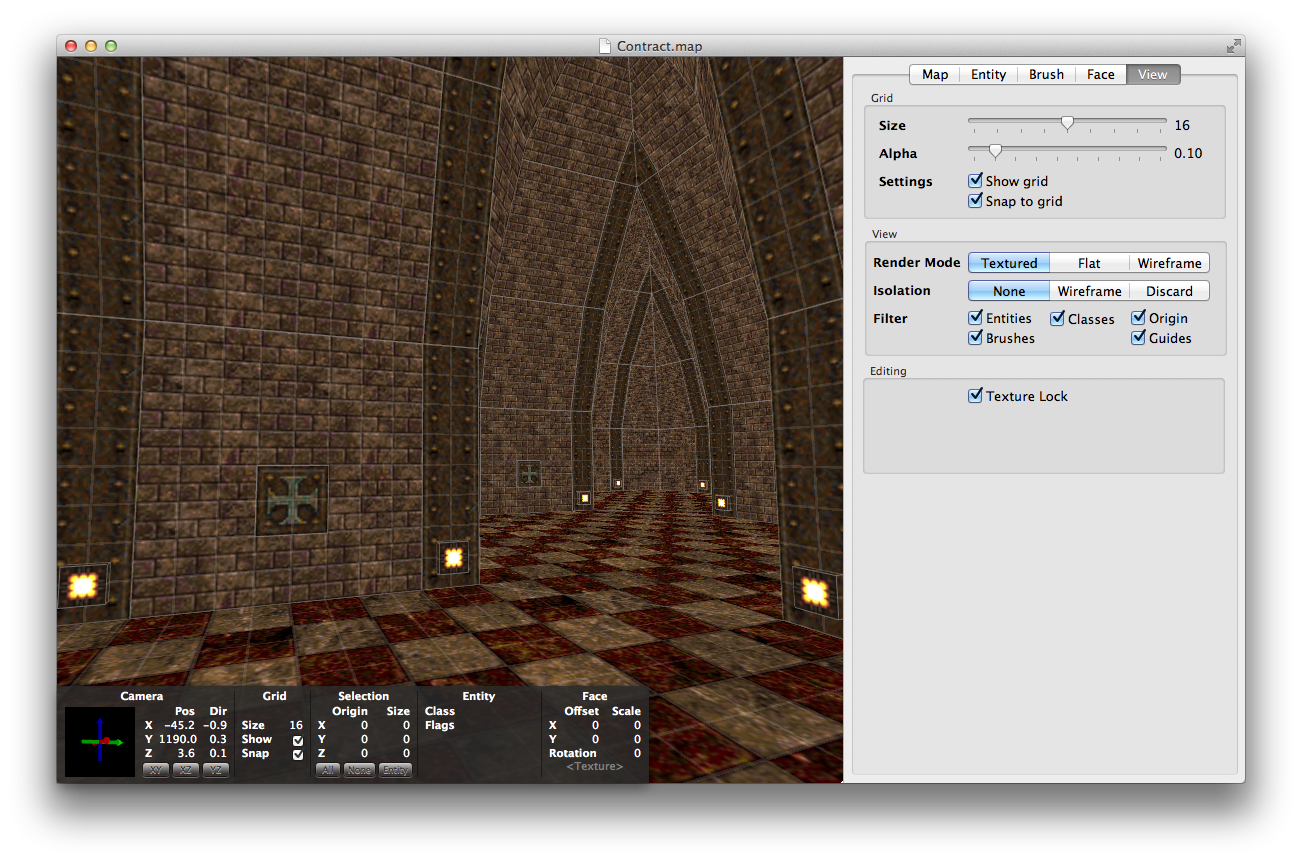 Contract.map
Map Entity Brush Face View
Grid
Size 16
Alpha 0.10
Settings Show grid
Snap to grid
View
Render Mode Textured Flat Wireframe
Isolation None Wireframe Discard
Filter Entities Classes Origin
Brushes Guides
Editing
Texture Lock
Camera Grid Selection Entity Face
Pos Dir Origin Size Class Offset Scale
X -45.2 -0.9 Size 16 X 0 0 Flags X 0 0
Y 1190.0 0.3 Show Y 0 0 Y 0 0
Z 3.6 0.1 Snap Z 0 0 Rotation 0
XY XZ YZ All None Entity <Texture>